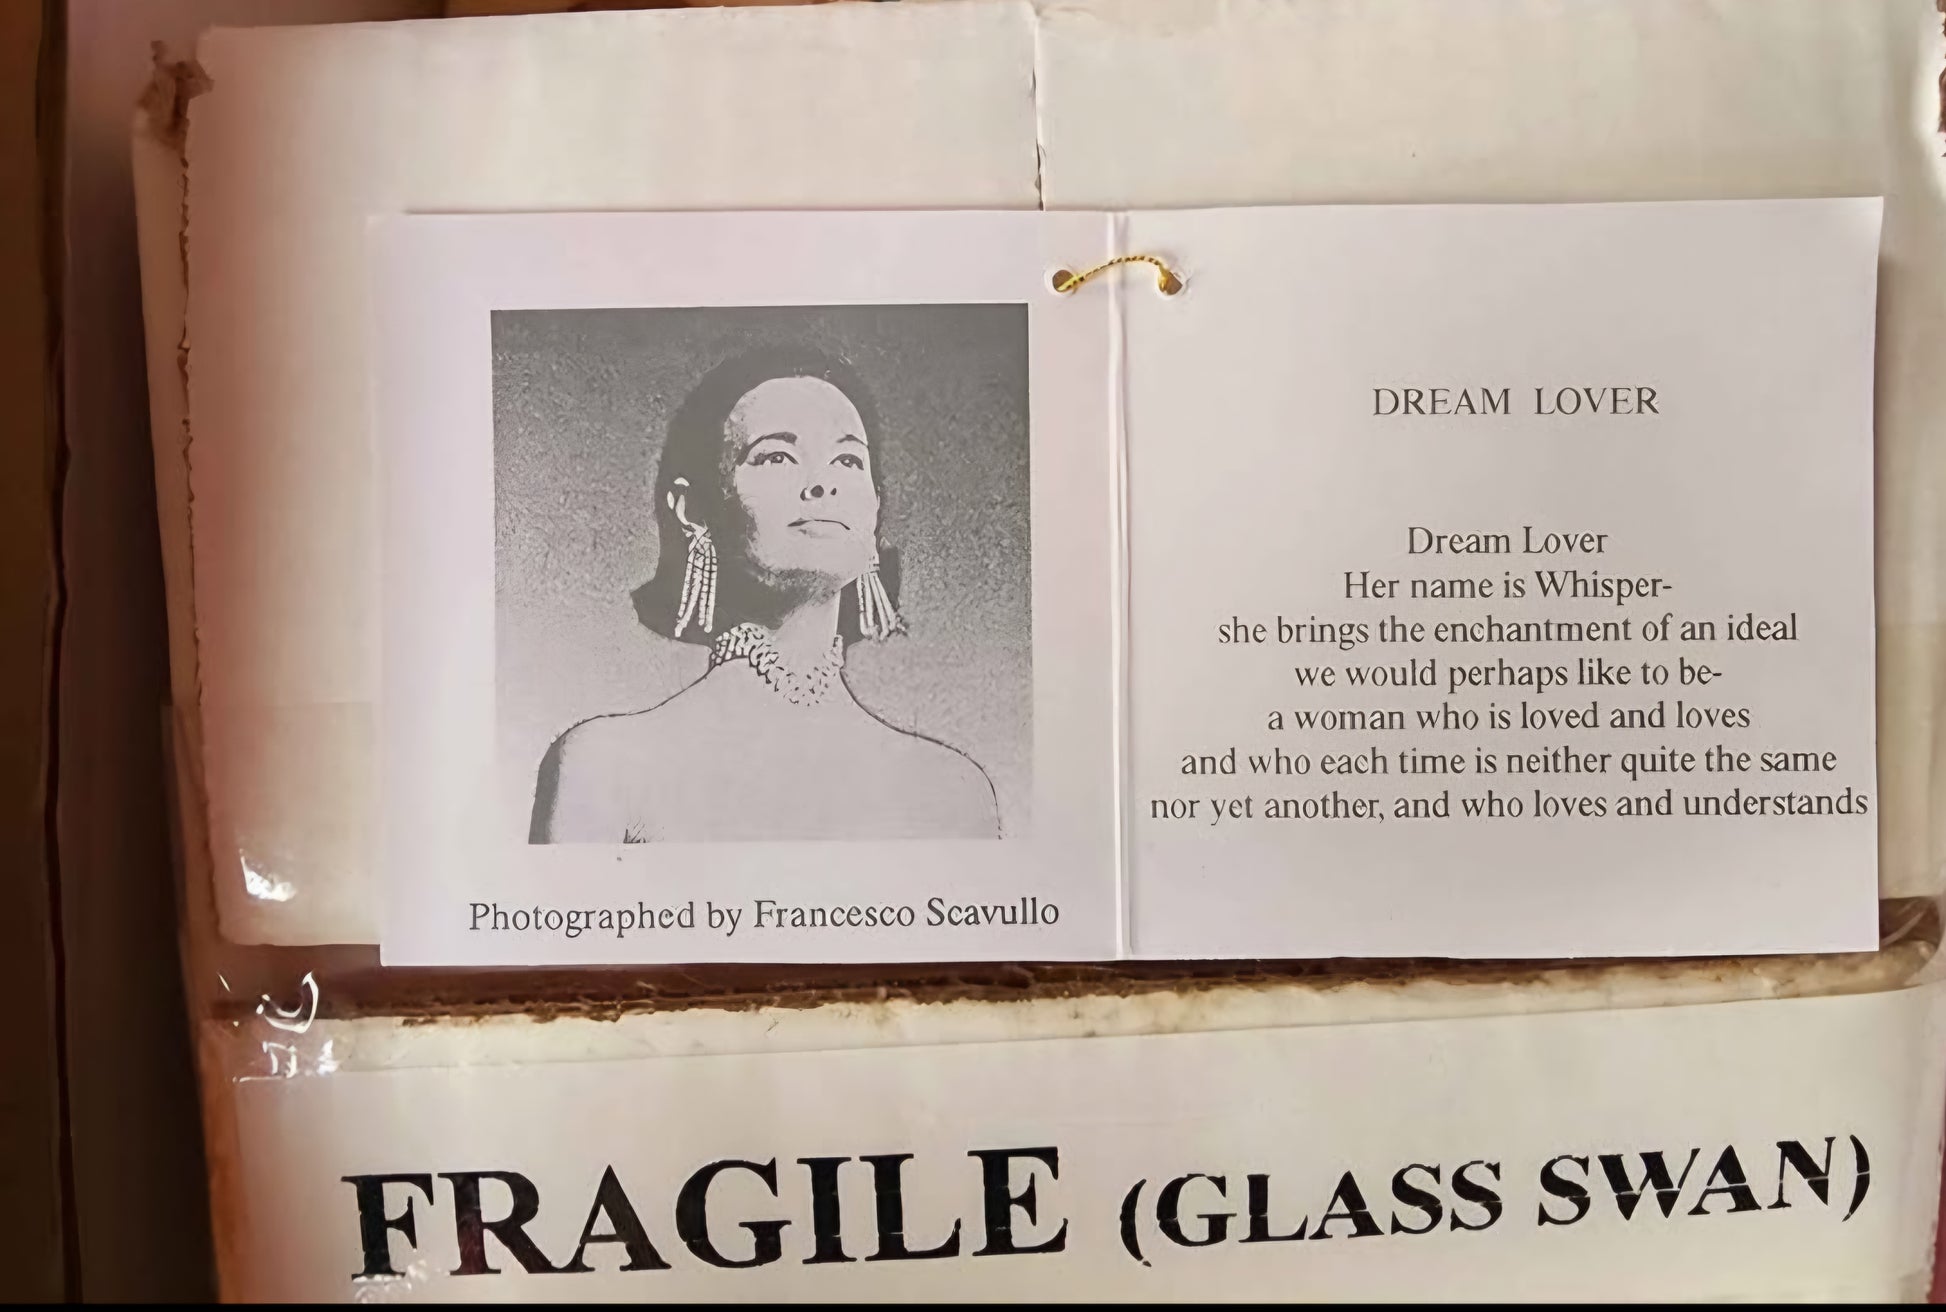 Photographed by Francesco Scavullo
DREAM LOVER
Dream Lover
Her name is Whisper-
she brings the enchantment of an ideal
we would perhaps like to be-
a woman who is loved and loves
and who each time is neither quite the same
nor yet another, and who loves and understands
FRAGILE (GLASS SWAN)